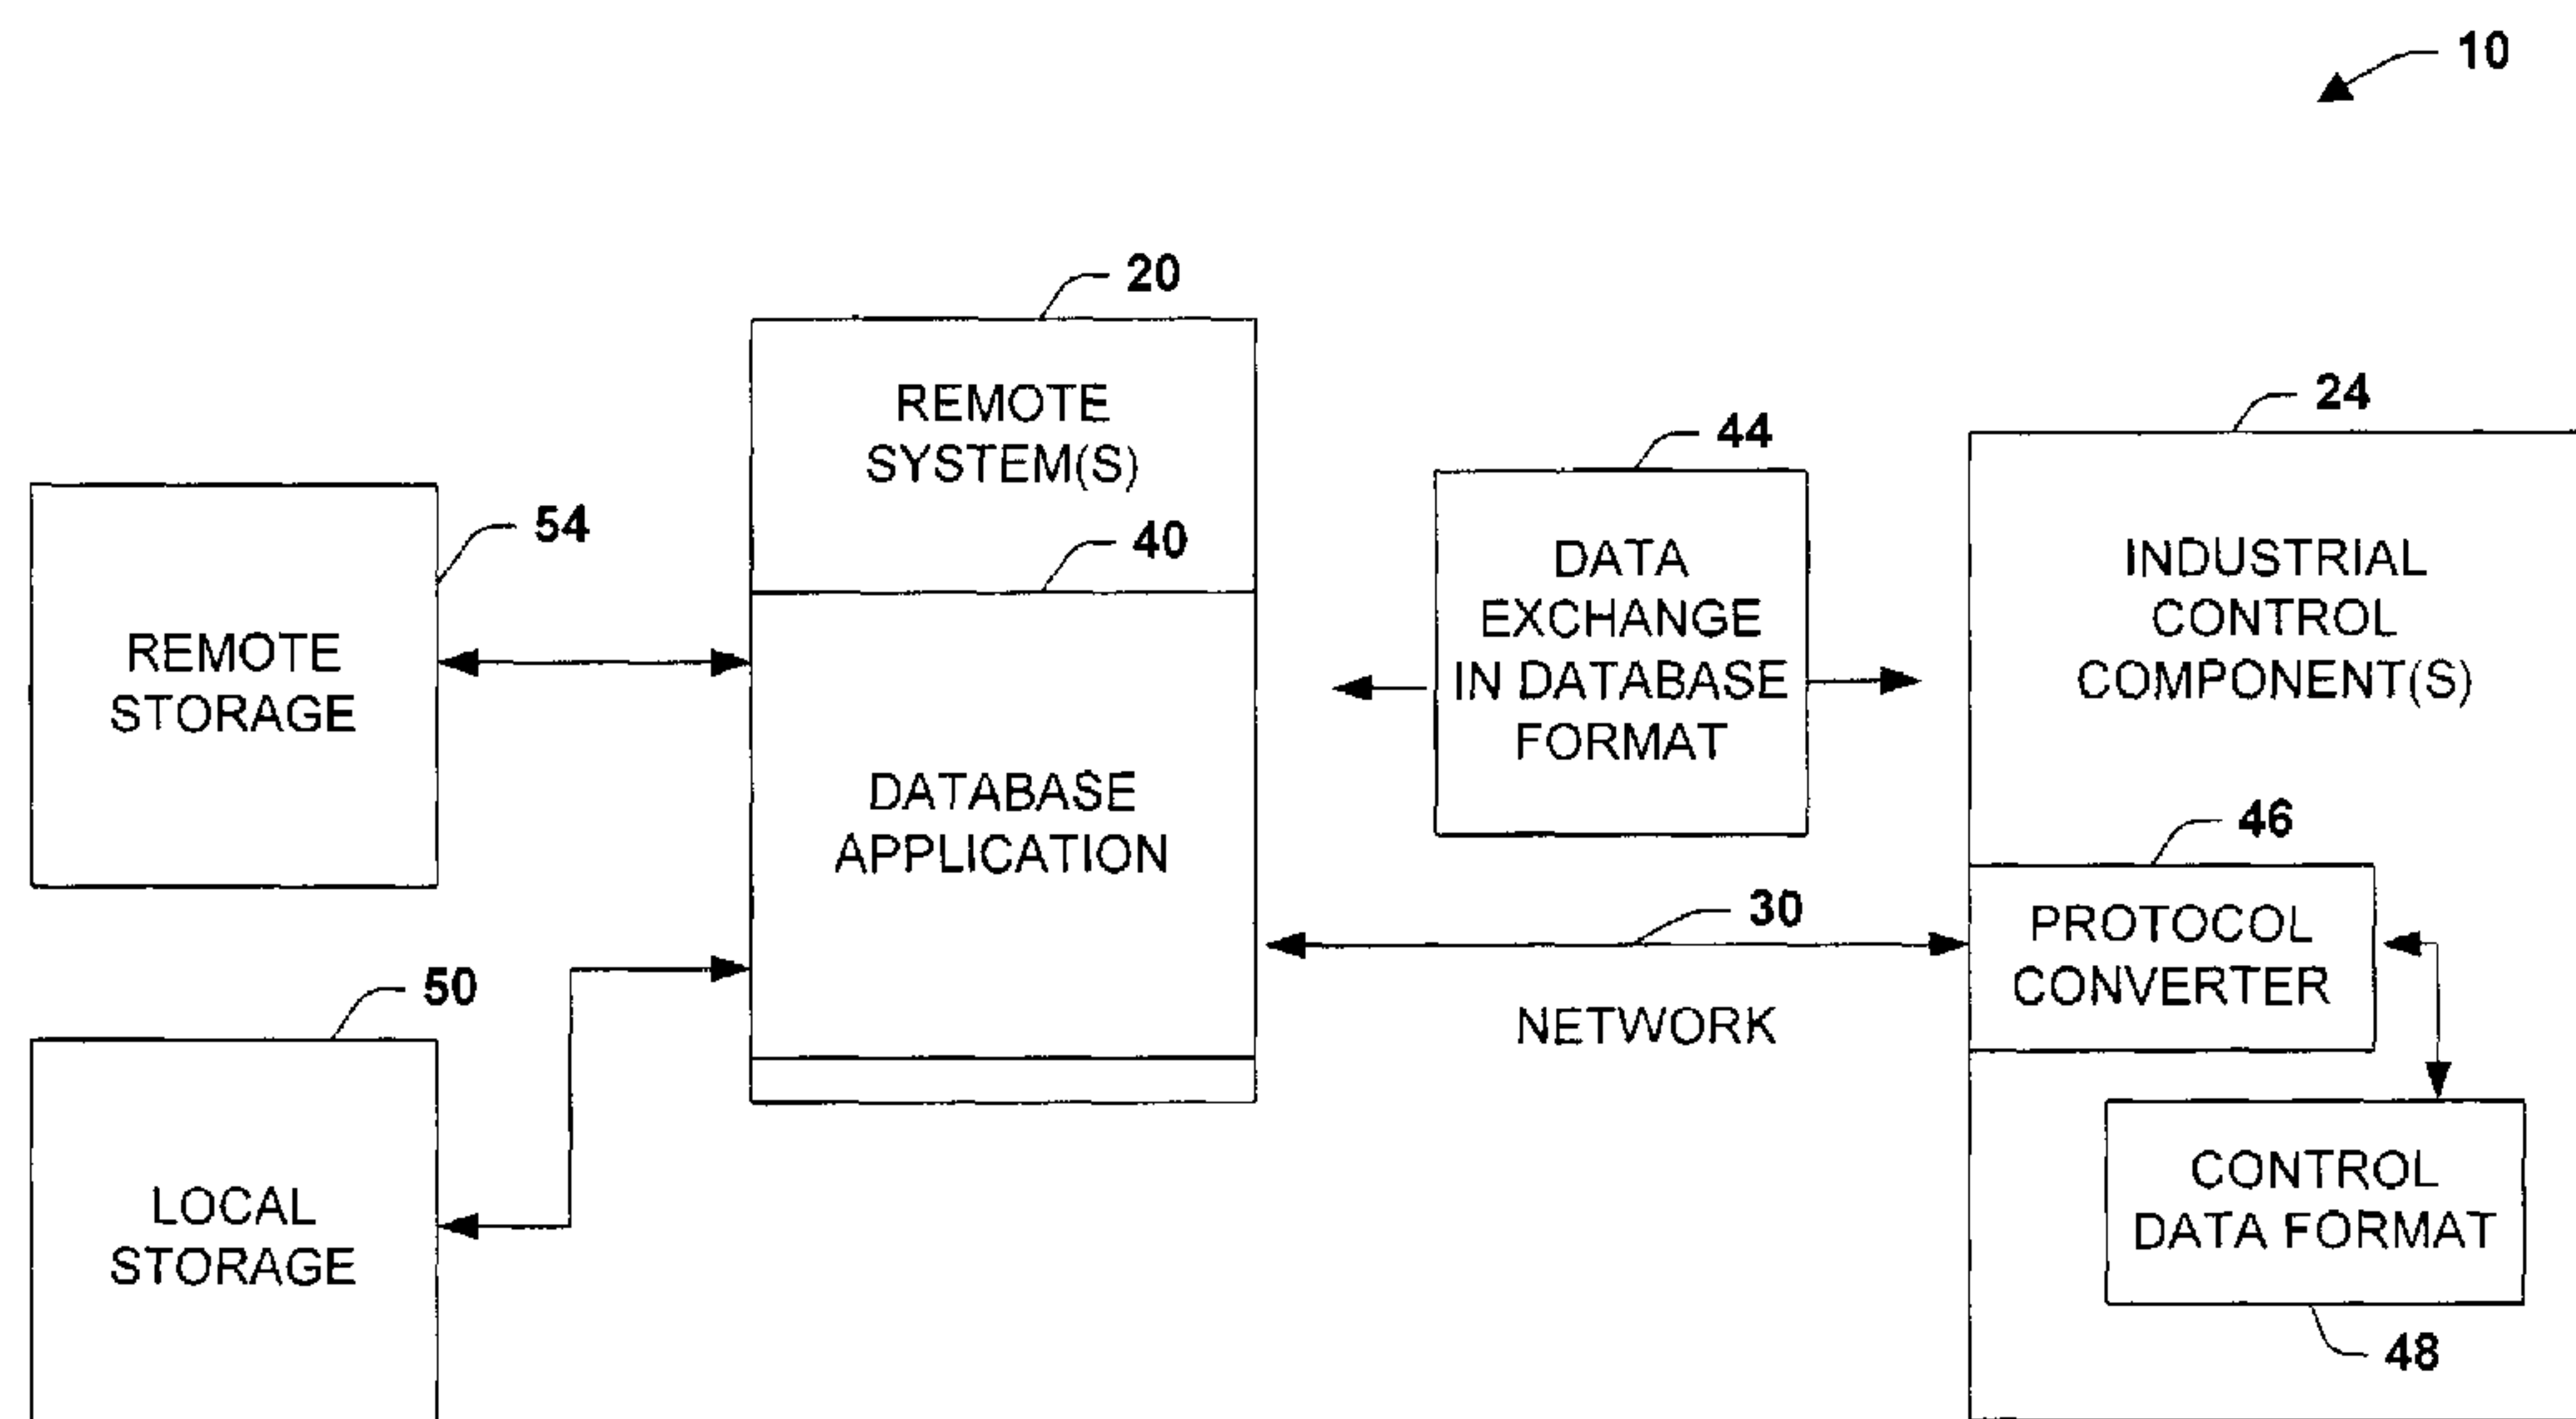 10
20
REMOTE
SYSTEM(S)
24
44
54
40
DATA
EXCHANGE
IN DATABASE
FORMAT
INDUSTRIAL
CONTROL
COMPONENT(S)
REMOTE
STORAGE
DATABASE
APPLICATION
46
30
PROTOCOL
CONVERTER
50
NETWORK
LOCAL
STORAGE
CONTROL
DATA FORMAT
48